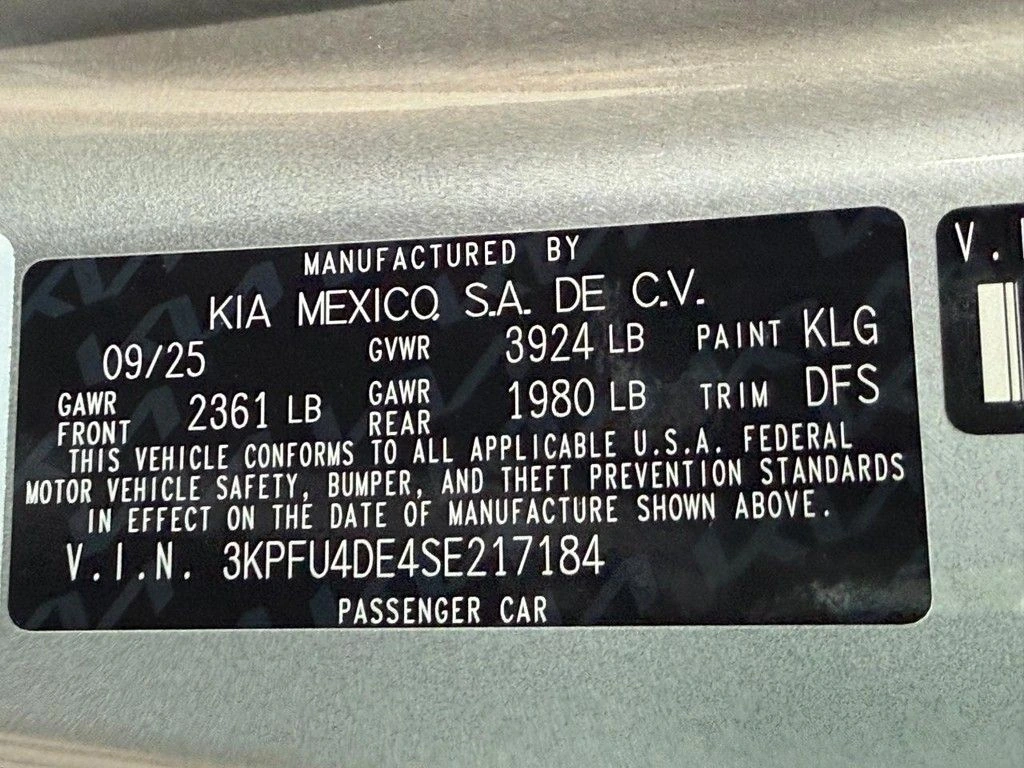 MANUFACTURED BY
KIA MEXICO, S.A. DE C.V.
09/25 GVWR 3924 LB PAINT KLG
GAWR FRONT 2361 LB GAWR REAR 1980 LB TRIM DFS
THIS VEHICLE CONFORMS TO ALL APPLICABLE U.S.A. FEDERAL
MOTOR VEHICLE SAFETY, BUMPER, AND THEFT PREVENTION STANDARDS
IN EFFECT ON THE DATE OF MANUFACTURE SHOWN ABOVE.
V.I.N. 3KPFU4DE4SE217184
PASSENGER CAR
V.